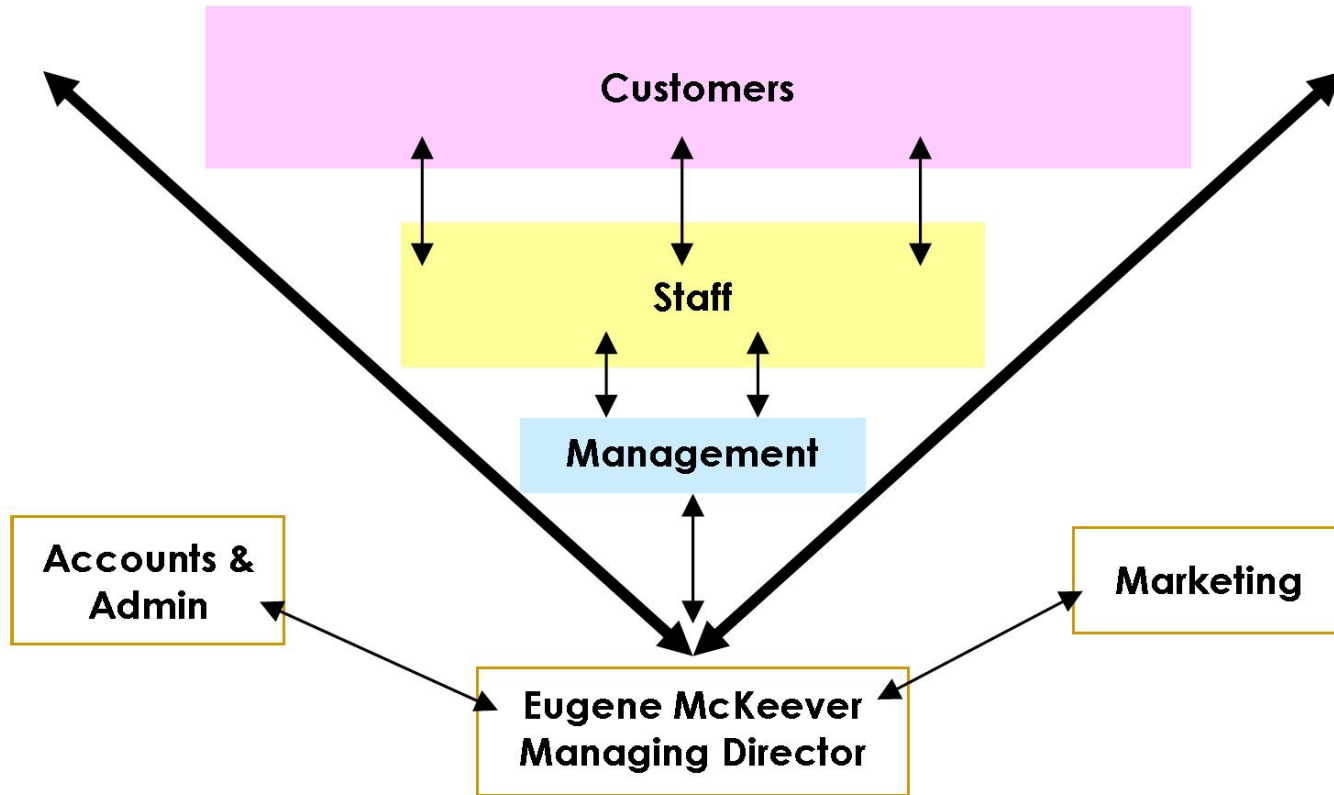 Customers
Staff
Management
Accounts &
Admin
Marketing
Eugene McKeever
Managing Director